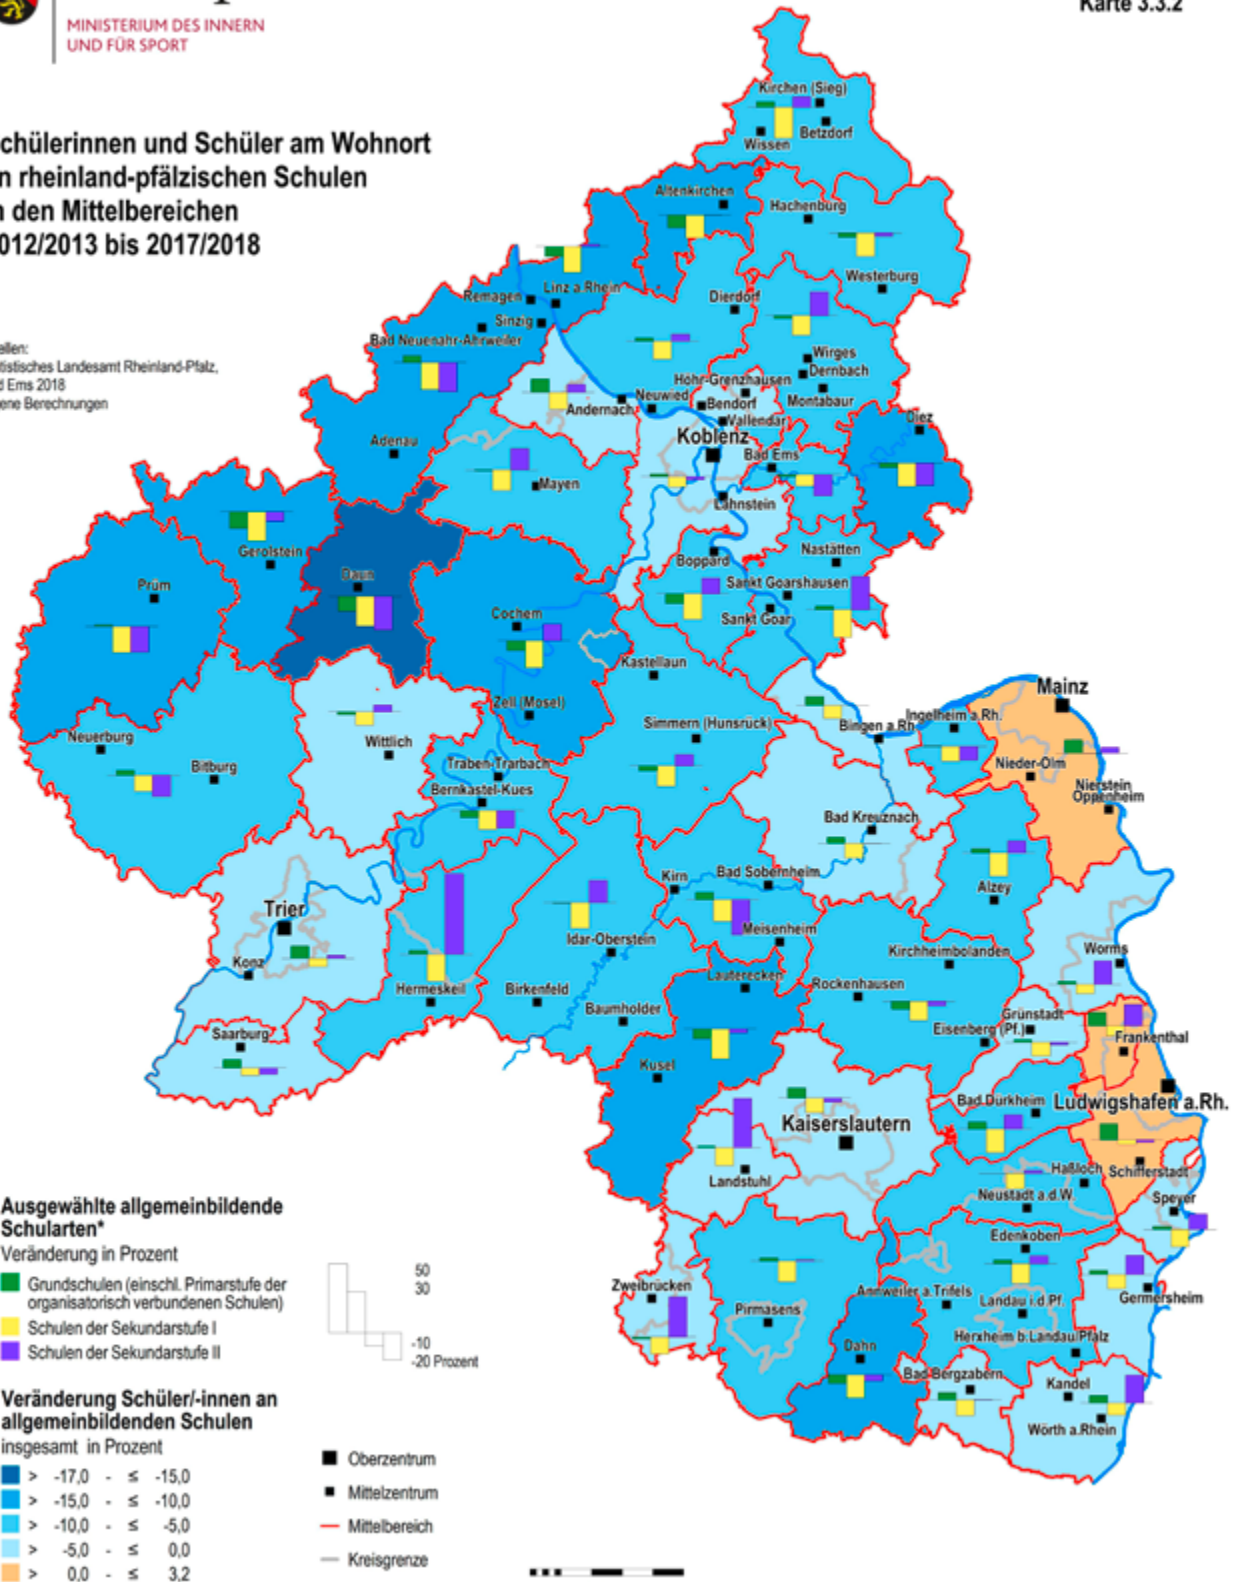 MINISTERIUM DES INNERN
UND FÜR SPORT
Karte 3.3.2
chülerinnen und Schüler am Wohnort
n rheinland-pfälzischen Schulen
n den Mittelbereichen
012/2013 bis 2017/2018
ellen:
tistisches Landesamt Rheinland-Pfalz,
d Ems 2018
ene Berechnungen
Kirchen (Sieg)
Wissen
Betzdorf
Altenkirchen
Hachenburg
Westerburg
Remagen
Linz a.Rhein
Dierdorf
Sinzig
Bad Neuenahr-Ahrweiler
Wirges
Dernbach
Höhr-Grenzhausen
Montabaur
Andernach
Neuwied
Bendorf
Vallendar
Diez
Adenau
Koblenz
Bad Ems
Mayen
Lahnstein
Gerolstein
Boppard
Nastätten
Prüm
Daun
Sankt Goarshausen
Cochem
Sankt Goar
Kastellaun
Mainz
Zell (Mosel)
Simmern (Hunsrück)
Bingen a.Rh.
Ingelheim a.Rh.
Neuerburg
Wittlich
Bitburg
Traben-Trarbach
Nieder-Olm
Bernkastel-Kues
Nierstein
Oppenheim
Bad Kreuznach
Kirn
Bad Sobernheim
Alzey
Trier
Meisenheim
Idar-Oberstein
Konz
Kirchheimbolanden
Worms
Hermeskeil
Birkenfeld
Lauterecken
Rockenhausen
Baumholder
Grünstadt
Saarburg
Eisenberg (Pf.)
Frankenthal
Kusel
Bad Dürkheim
Ludwigshafen a.Rh.
Kaiserslautern
Landstuhl
Haßloch
Schifferstadt
Neustadt a.d.W.
Speyer
Edenkoben
Zweibrücken
Annweiler a.Trifels
Landau i.d.Pf.
Germersheim
Pirmasens
Herxheim b.Landau/Pfalz
Dahn
Bad Bergzabern
Kandel
Wörth a.Rhein
Ausgewählte allgemeinbildende
Schularten*
Veränderung in Prozent
Grundschulen (einschl. Primarstufe der
organisatorisch verbundenen Schulen)
Schulen der Sekundarstufe I
Schulen der Sekundarstufe II
50
30
-10
-20 Prozent
Veränderung Schüler/-innen an
allgemeinbildenden Schulen
insgesamt in Prozent
> -17,0 - ≤ -15,0
> -15,0 - ≤ -10,0
> -10,0 - ≤ -5,0
> -5,0 - ≤ 0,0
> 0,0 - ≤ 3,2
Oberzentrum
Mittelzentrum
Mittelbereich
Kreisgrenze